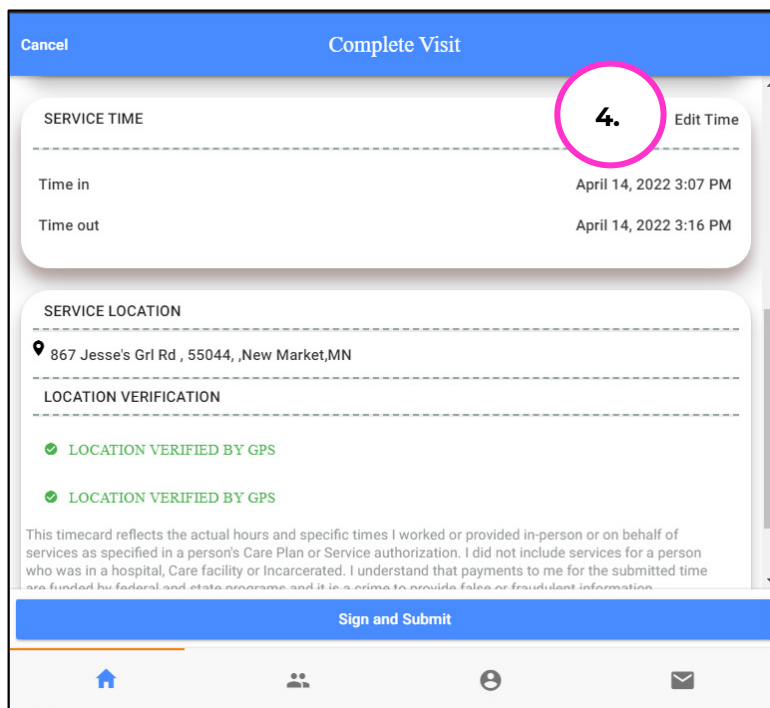 Cancel
Complete Visit
SERVICE TIME
4.
Edit Time
Time in
April 14, 2022 3:07 PM
Time out
April 14, 2022 3:16 PM
SERVICE LOCATION
867 Jesse's Grl Rd , 55044, ,New Market,MN
LOCATION VERIFICATION
LOCATION VERIFIED BY GPS
LOCATION VERIFIED BY GPS
This timecard reflects the actual hours and specific times I worked or provided in-person or on behalf of
services as specified in a person's Care Plan or Service authorization. I did not include services for a person
who was in a hospital, Care facility or Incarcerated. I understand that payments to me for the submitted time
are funded by federal and state programs and it is a crime to provide false or fraudulent information
Sign and Submit